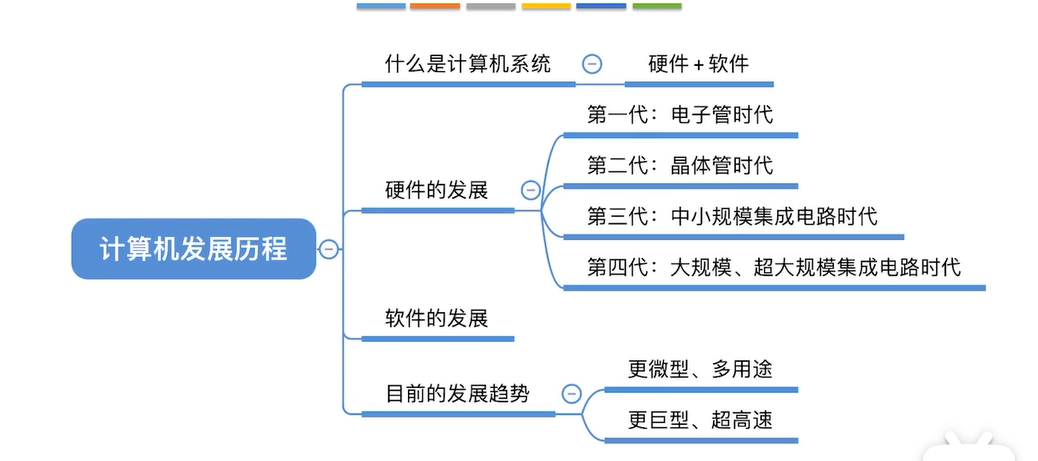 计算机发展历程
什么是计算机系统
硬件+软件
硬件的发展
第一代：电子管时代
第二代：晶体管时代
第三代：中小规模集成电路时代
第四代：大规模、超大规模集成电路时代
软件的发展
目前的发展趋势
更微型、多用途
更巨型、超高速